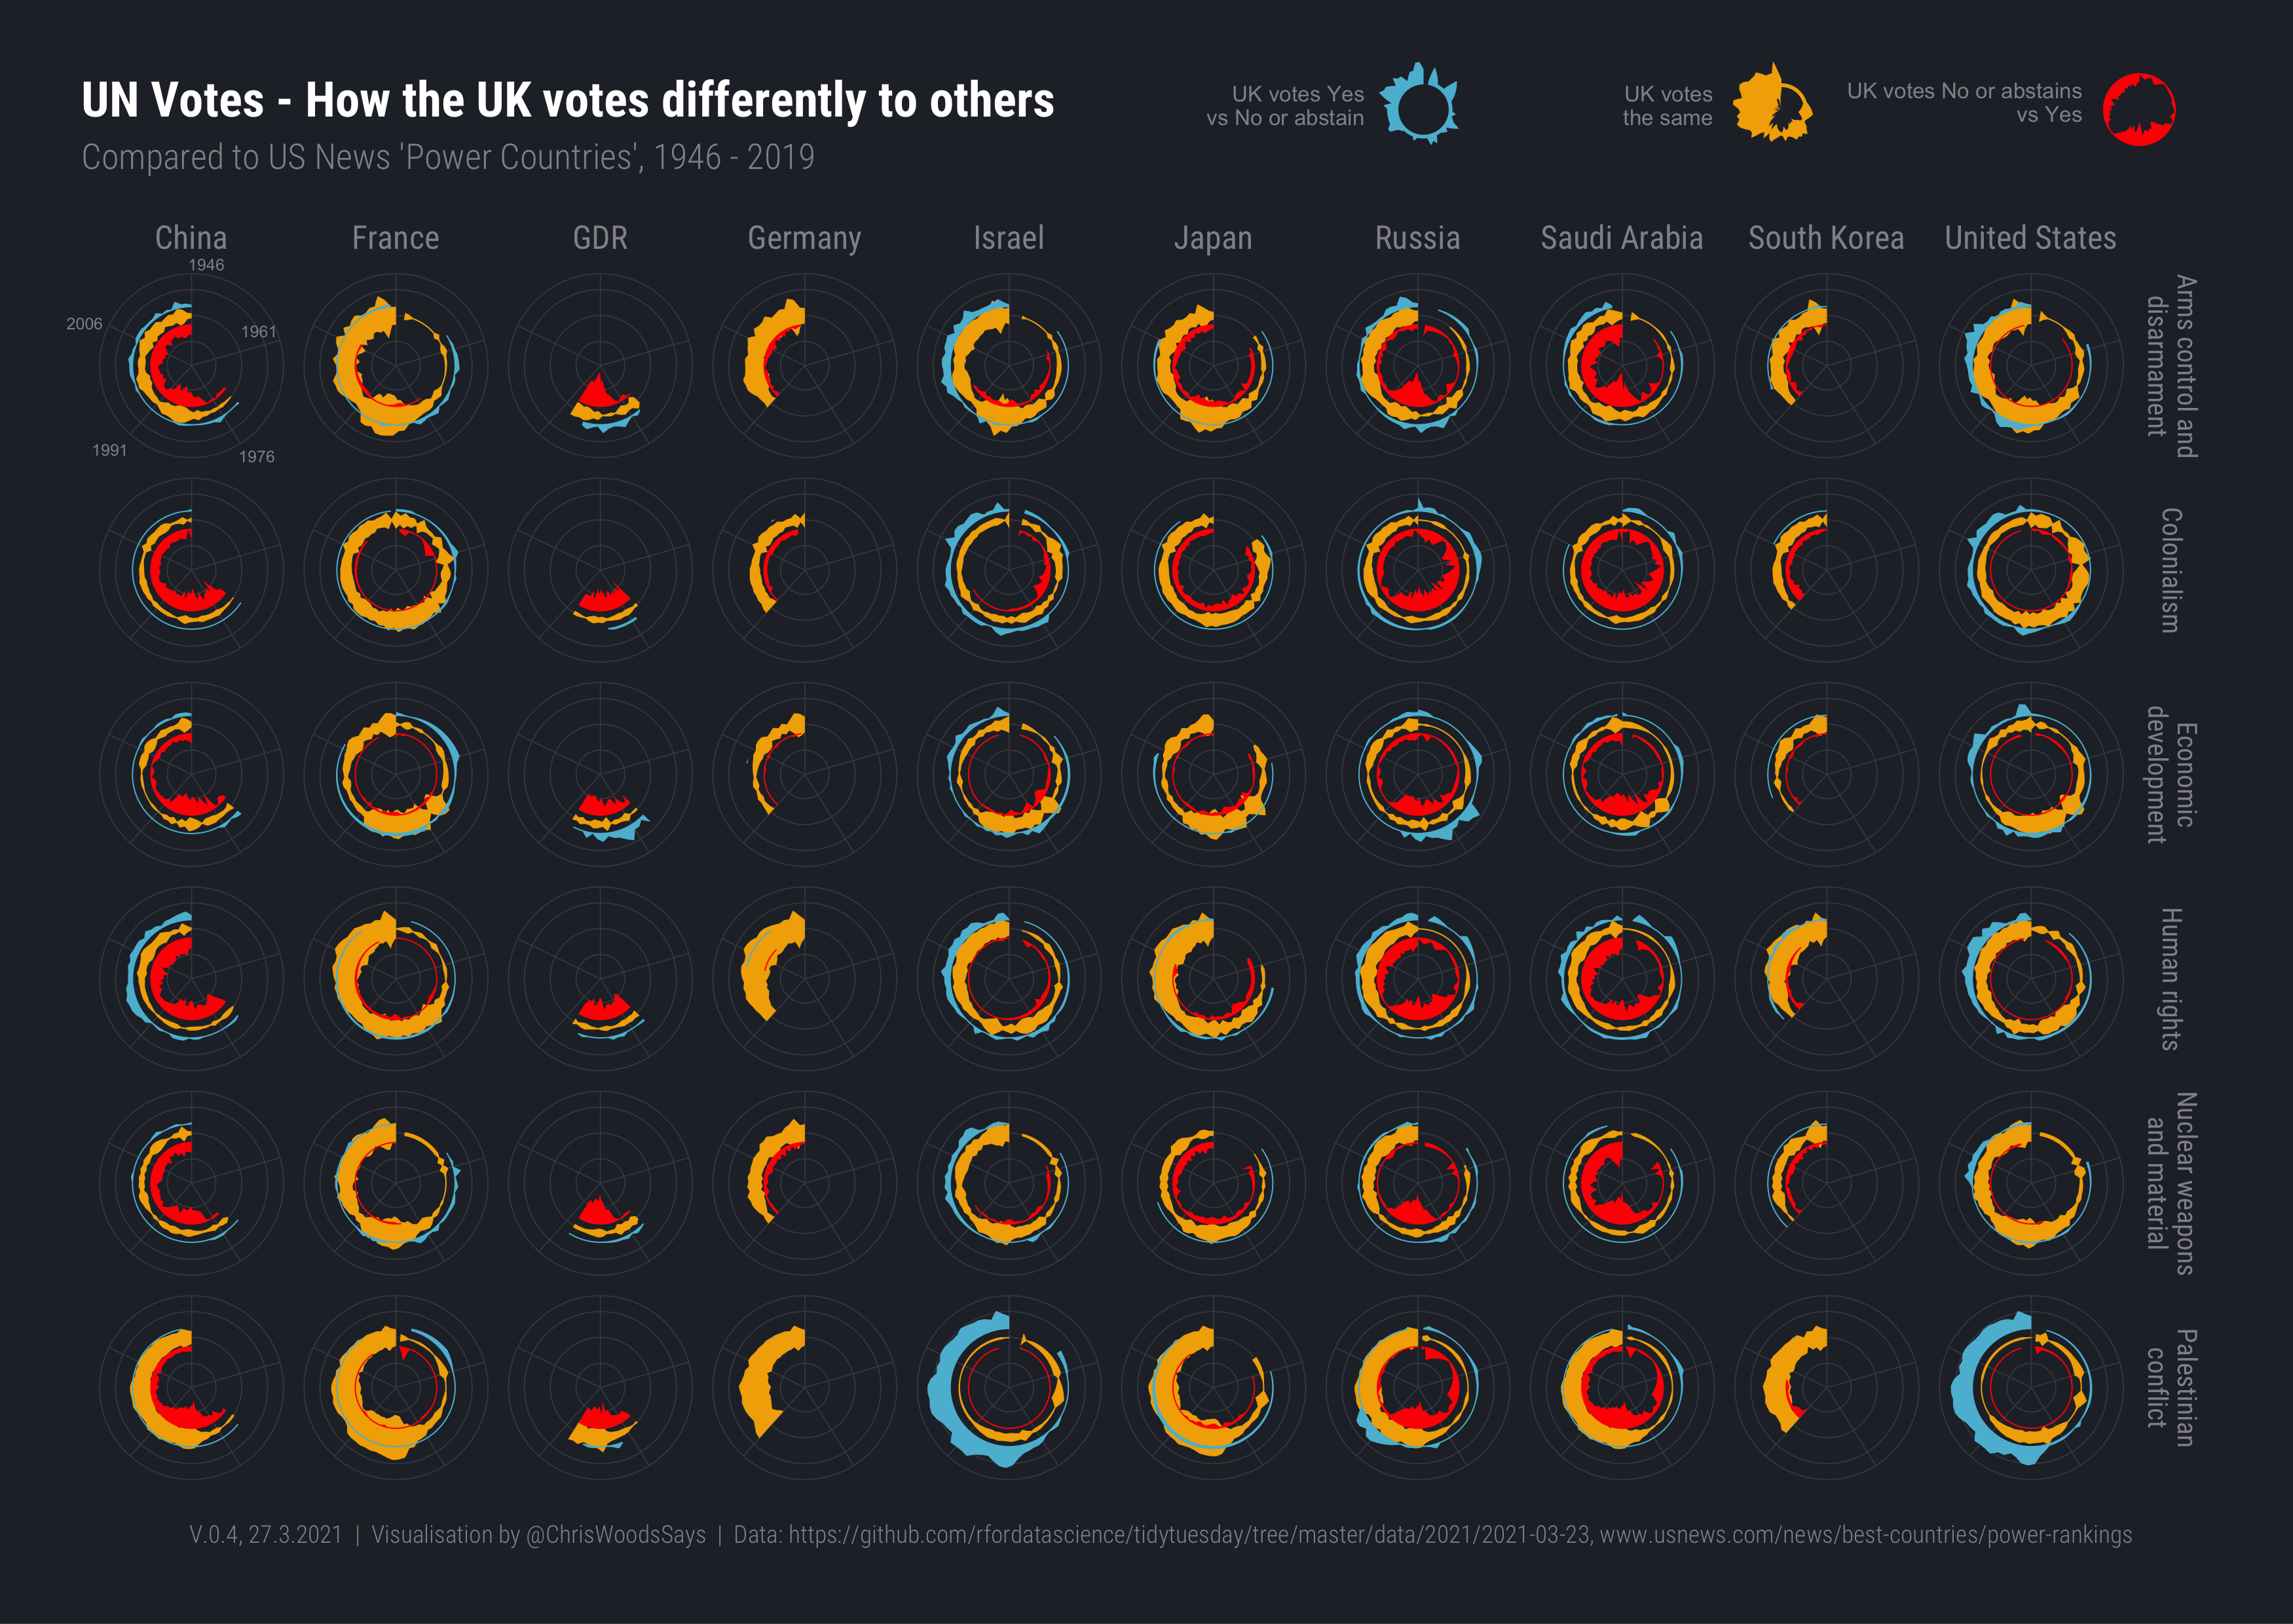 UN Votes - How the UK votes differently to others
Compared to US News 'Power Countries', 1946 - 2019
UK votes Yes
vs No or abstain
UK votes
the same
UK votes No or abstains
vs Yes
China
France
GDR
Germany
Israel
Japan
Russia
Saudi Arabia
South Korea
United States
1946
2006
1961
1991
1976
Arms control and
disarmament
Colonialism
Economic
development
Human rights
Nuclear weapons
and material
Palestinian
conflict
V.0.4, 27.3.2021 | Visualisation by @ChrisWoodsSays | Data: https://github.com/rfordatascience/tidytuesday/tree/master/data/2021/2021-03-23, www.usnews.com/news/best-countries/power-rankings